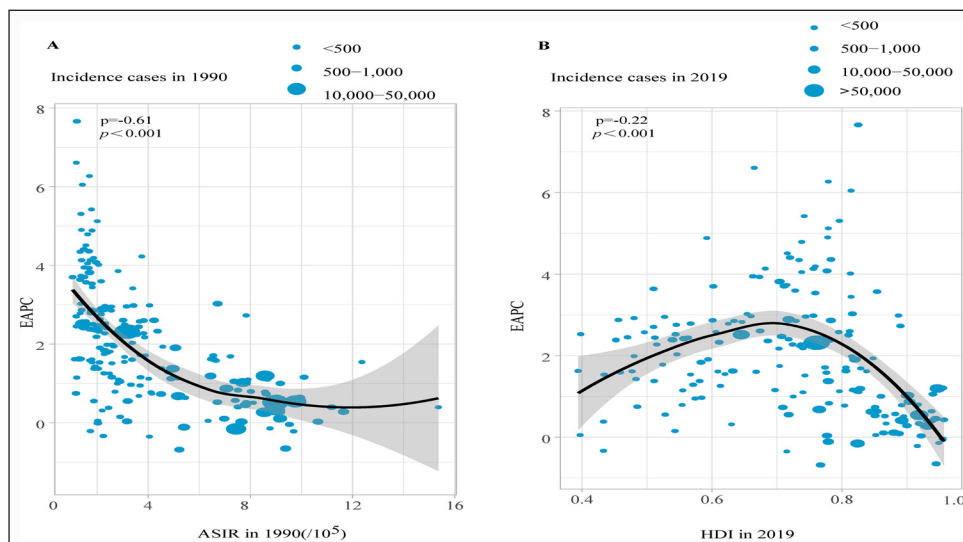 A
Incidence cases in 1990
<500
500−1,000
10,000−50,000
p=-0.61
p<0.001
EAPC
8
6
4
2
0
0 4 8 12 16
ASIR in 1990(/10^5)
B
Incidence cases in 2019
<500
500−1,000
10,000−50,000
>50,000
p=-0.22
p<0.001
EAPC
8
6
4
2
0
0.4 0.6 0.8 1.0
HDI in 2019